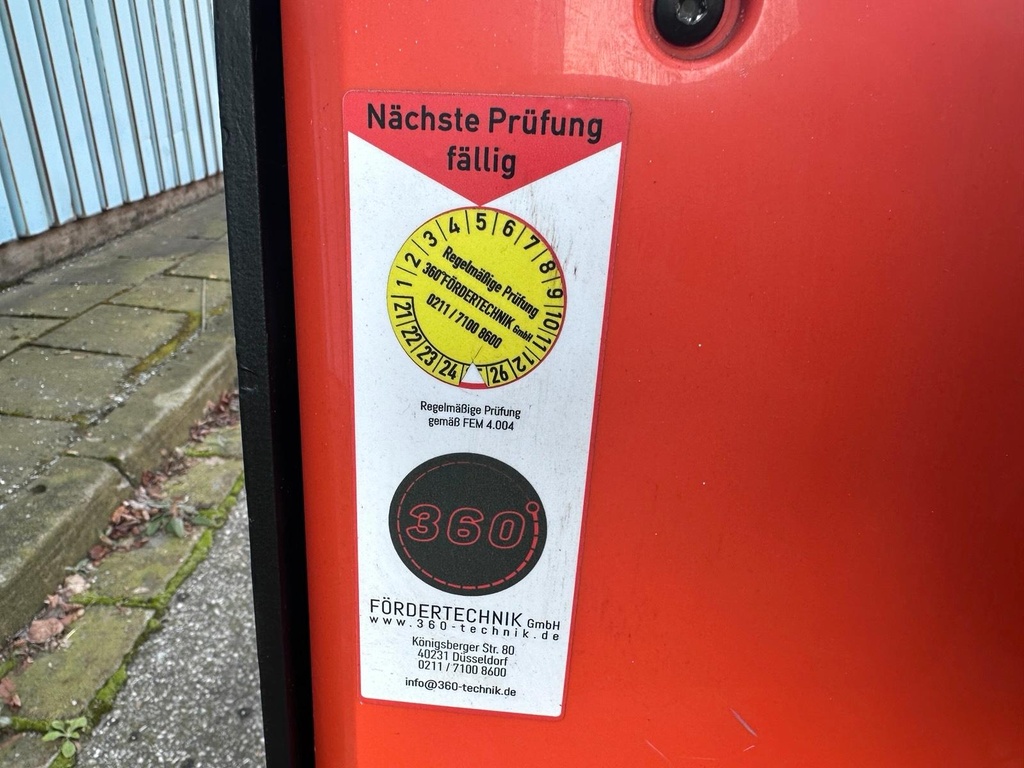 Nächste Prüfung
fällig
1 2 3 4 5 6 7 8 9 10 11 12
21 22 23 24 26
Regelmäßige Prüfung
360°FÖRDERTECHNIK GmbH
0211 / 7100 8600
Regelmäßige Prüfung
gemäß FEM 4.004
360°
FÖRDERTECHNIK GmbH
www.360-technik.de
Königsberger Str. 80
40231 Düsseldorf
0211 / 7100 8600
info@360-technik.de